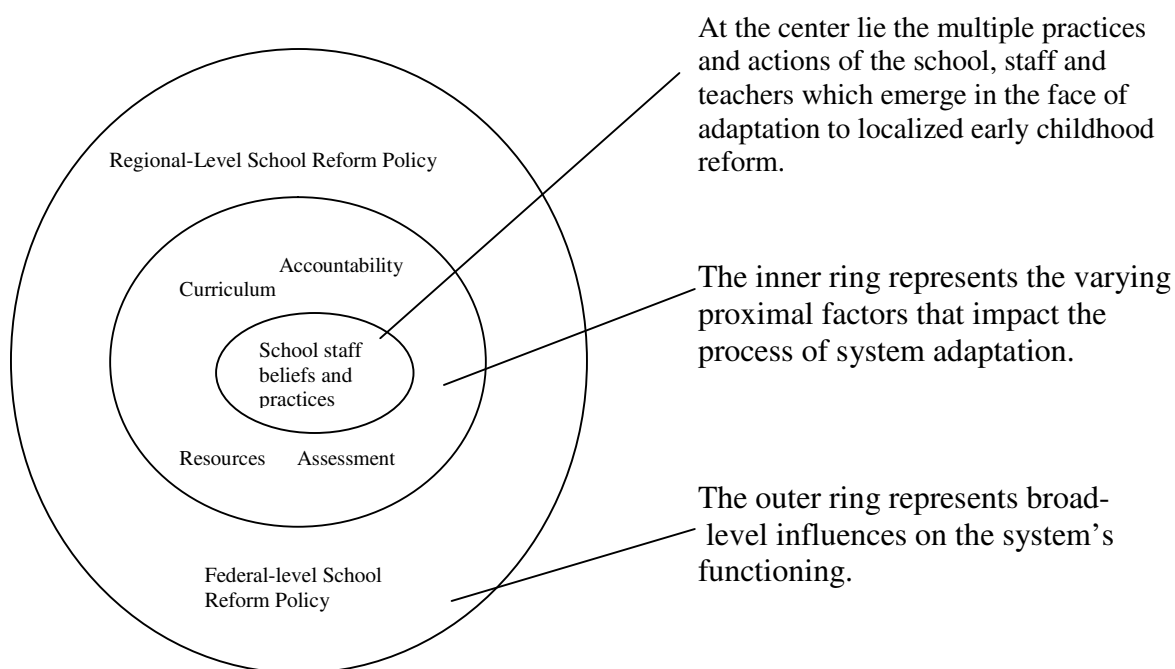 At the center lie the multiple practices
and actions of the school, staff and
teachers which emerge in the face of
adaptation to localized early childhood
reform.
Regional-Level School Reform Policy
Accountability
Curriculum
The inner ring represents the varying
proximal factors that impact the
process of system adaptation.
School staff
beliefs and
practices
Resources
Assessment
The outer ring represents broad-
level influences on the system’s
functioning.
Federal-level School
Reform Policy